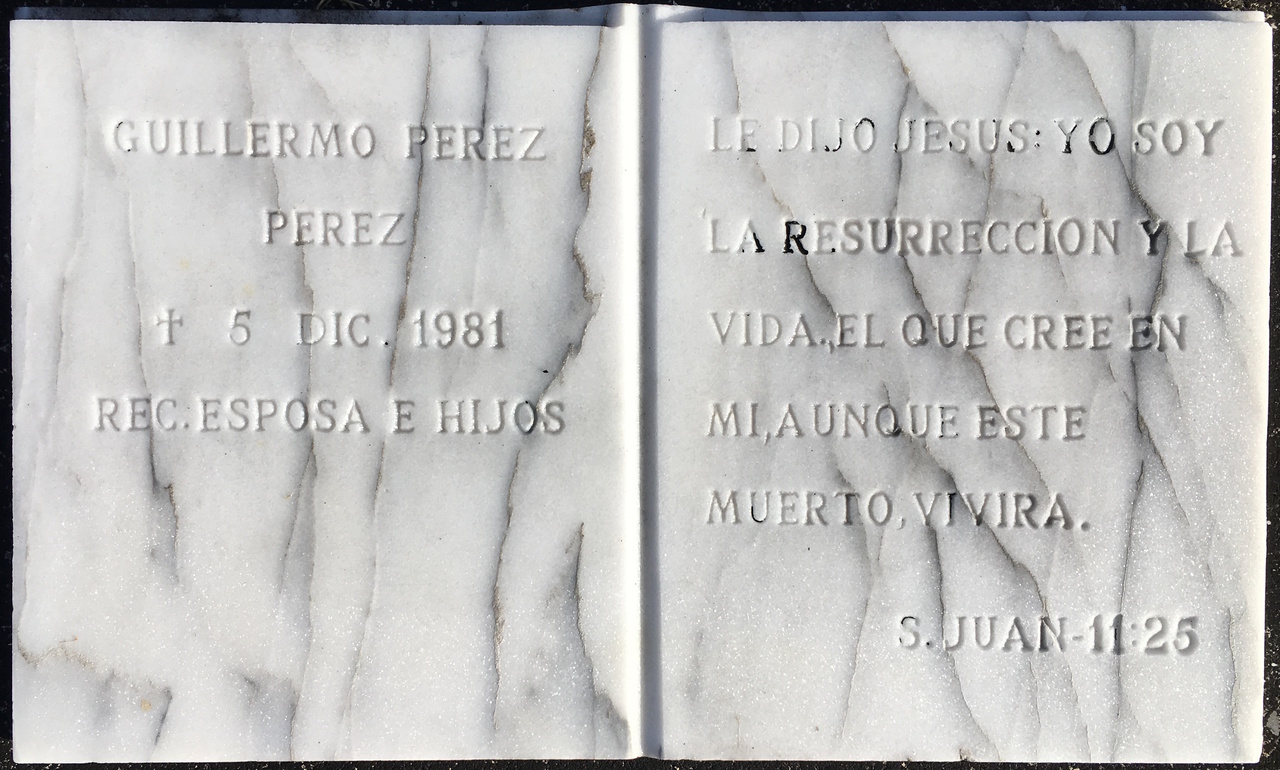 GUILLERMO PEREZ
PEREZ
† 5 DIC. 1981
REC. ESPOSA E HIJOS
LE DIJO JESUS: YO SOY
LA RESURRECCION Y LA
VIDA., EL QUE CREE EN
MI, AUNQUE ESTE
MUERTO, VIVIRA.
S. JUAN-11:25